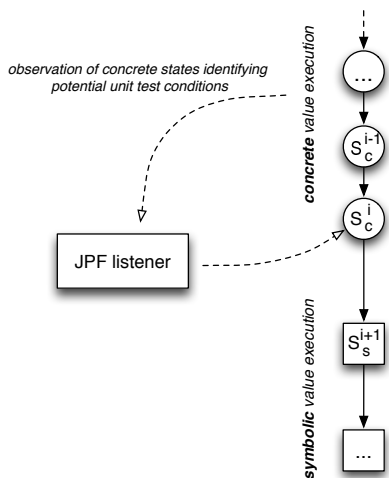 observation of concrete states identifying
potential unit test conditions
...
concrete value execution
S_c^{i-1}
S_c^i
JPF listener
S_s^{i+1}
symbolic value execution
...